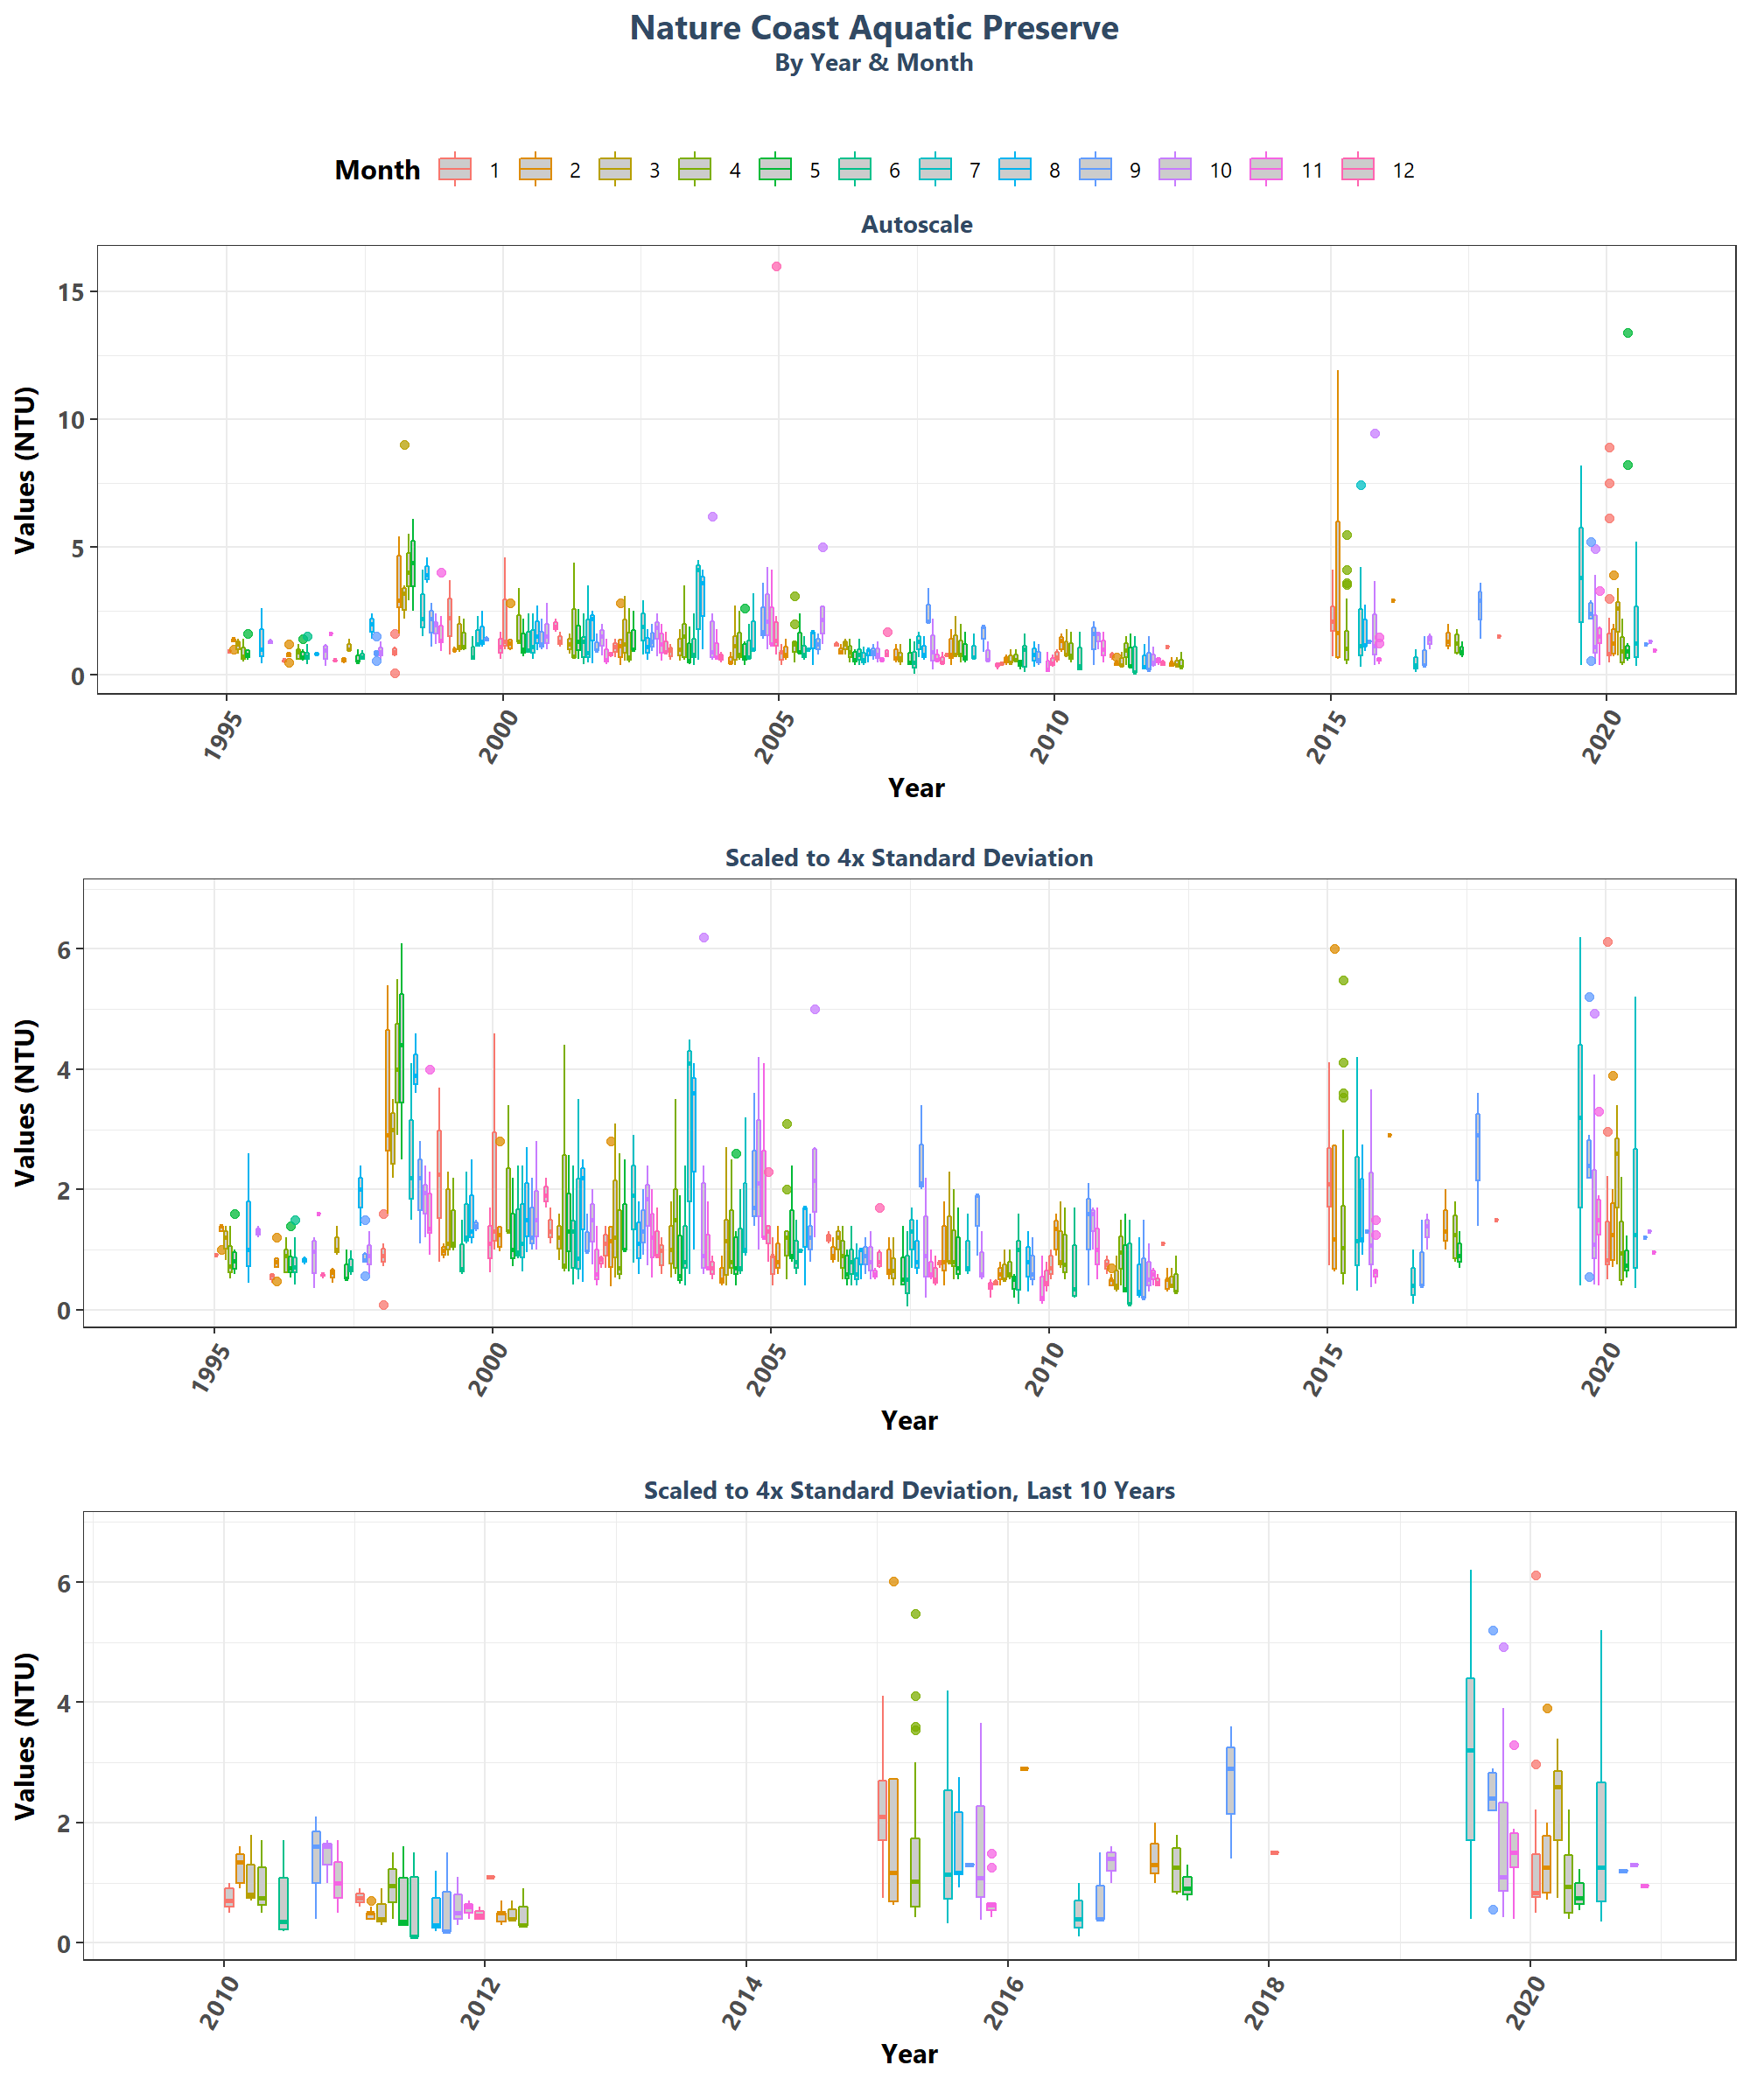 Nature Coast Aquatic Preserve
By Year & Month
Month 1 2 3 4 5 6 7 8 9 10 11 12
Autoscale
Values (NTU)
15
10
5
0
1995 2000 2005 2010 2015 2020
Year
Scaled to 4x Standard Deviation
Values (NTU)
6
4
2
0
1995 2000 2005 2010 2015 2020
Year
Scaled to 4x Standard Deviation, Last 10 Years
Values (NTU)
6
4
2
0
2010 2012 2014 2016 2018 2020
Year